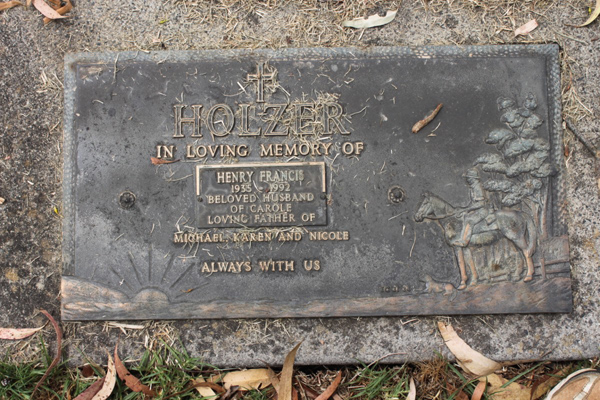 HOLZER
IN LOVING MEMORY OF
HENRY FRANCIS
1935 - 1992
BELOVED HUSBAND
OF CAROLE
LOVING FATHER OF
MICHAEL, KAREN AND NICOLE
ALWAYS WITH US